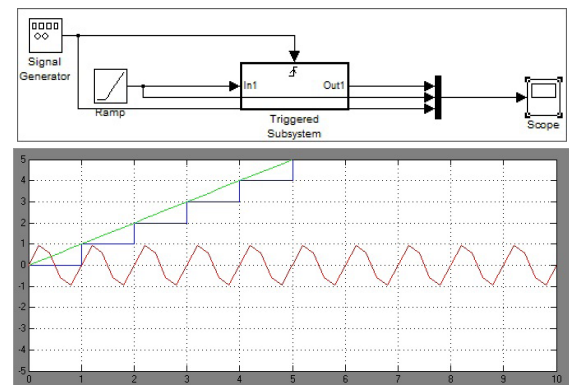 Signal
Generator
Ramp
In1
Out1
Triggered
Subsystem
Scope
5
4
3
2
1
0
-1
-2
-3
-4
-5
0 1 2 3 4 5 6 7 8 9 10